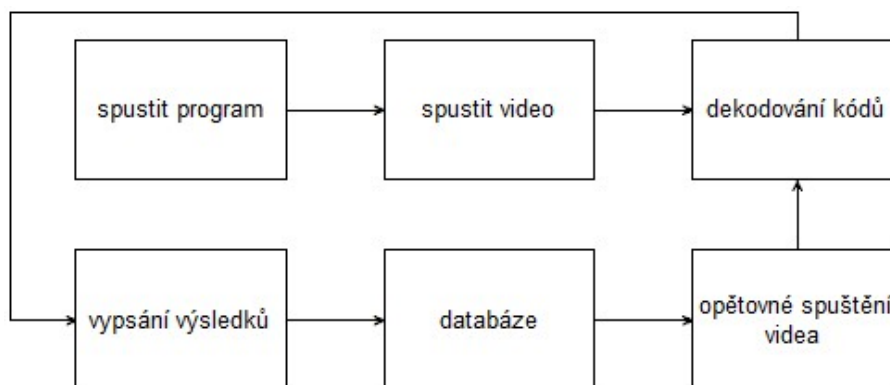 spustit program
spustit video
dekodování kódů
vypsání výsledků
databáze
opětovné spuštění
videa